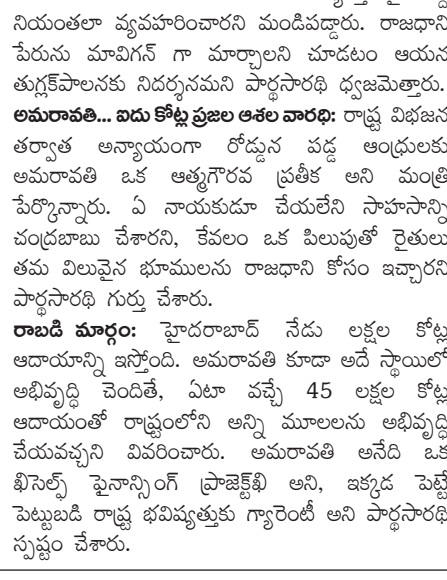 నియంతలా వ్యవహరించారని మండిపడ్డారు. రాజధాని
పేరును మావిగన్ గా మార్చాలని చూడటం ఆయన
తుగ్లక్‌పాలనకు నిదర్శనమని పార్థసారథి ధ్వజమెత్తారు.
అమరావతి... ఐదు కోట్ల ప్రజల ఆశల వారధి: రాష్ట్ర విభజన
తర్వాత అన్యాయంగా రోడ్డున పడ్డ ఆంధ్రులకు
అమరావతి ఒక ఆత్మగౌరవ ప్రతీక అని మంత్రి
పేర్కొన్నారు. ఏ నాయకుడూ చేయలేని సాహసాన్ని
చంద్రబాబు చేశారని, కేవలం ఒక పిలుపుతో రైతులు
తమ విలువైన భూములను రాజధాని కోసం ఇచ్చారని
పార్థసారథి గుర్తు చేశారు.
రాబడి మార్గం: హైదరాబాద్ నేడు లక్షల కోట్ల
ఆదాయాన్ని ఇస్తోంది. అమరావతి కూడా అదే స్థాయిలో
అభివృద్ధి చెందితే, ఏటా వచ్చే 45 లక్షల కోట్ల
ఆదాయంతో రాష్ట్రంలోని అన్ని మూలలను అభివృద్ధి
చేయవచ్చని వివరించారు. అమరావతి అనేది ఒక
ఖిసెల్ఫ్ ఫైనాన్సింగ్ ప్రాజెక్ట్‌ఖి అని, ఇక్కడ పెట్టే
పెట్టుబడి రాష్ట్ర భవిష్యత్తుకు గ్యారెంటీ అని పార్థసారథి
స్పష్టం చేశారు.